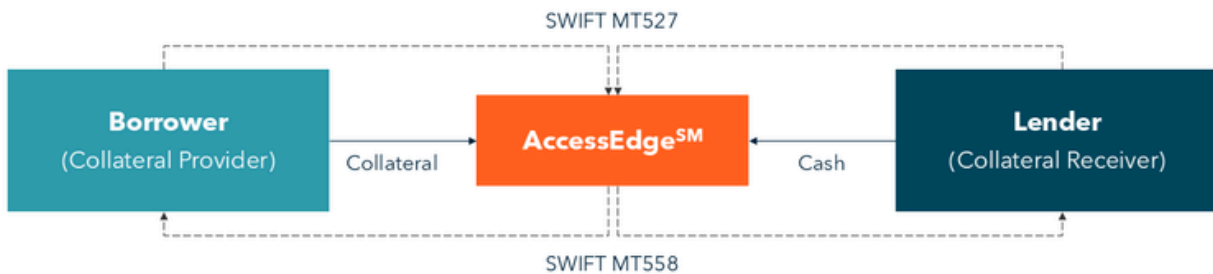 SWIFT MT527
Borrower
(Collateral Provider)
Collateral
AccessEdge℠
Cash
Lender
(Collateral Receiver)
SWIFT MT558